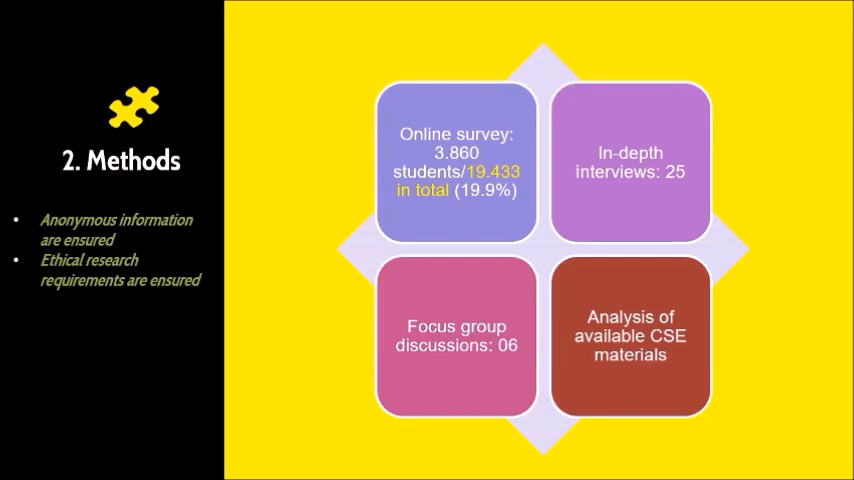 2. Methods
• Anonymous information
are ensured
• Ethical research
requirements are ensured
Online survey:
3.860
students/19.433
in total (19.9%)
In-depth
interviews: 25
Focus group
discussions: 06
Analysis of
available CSE
materials